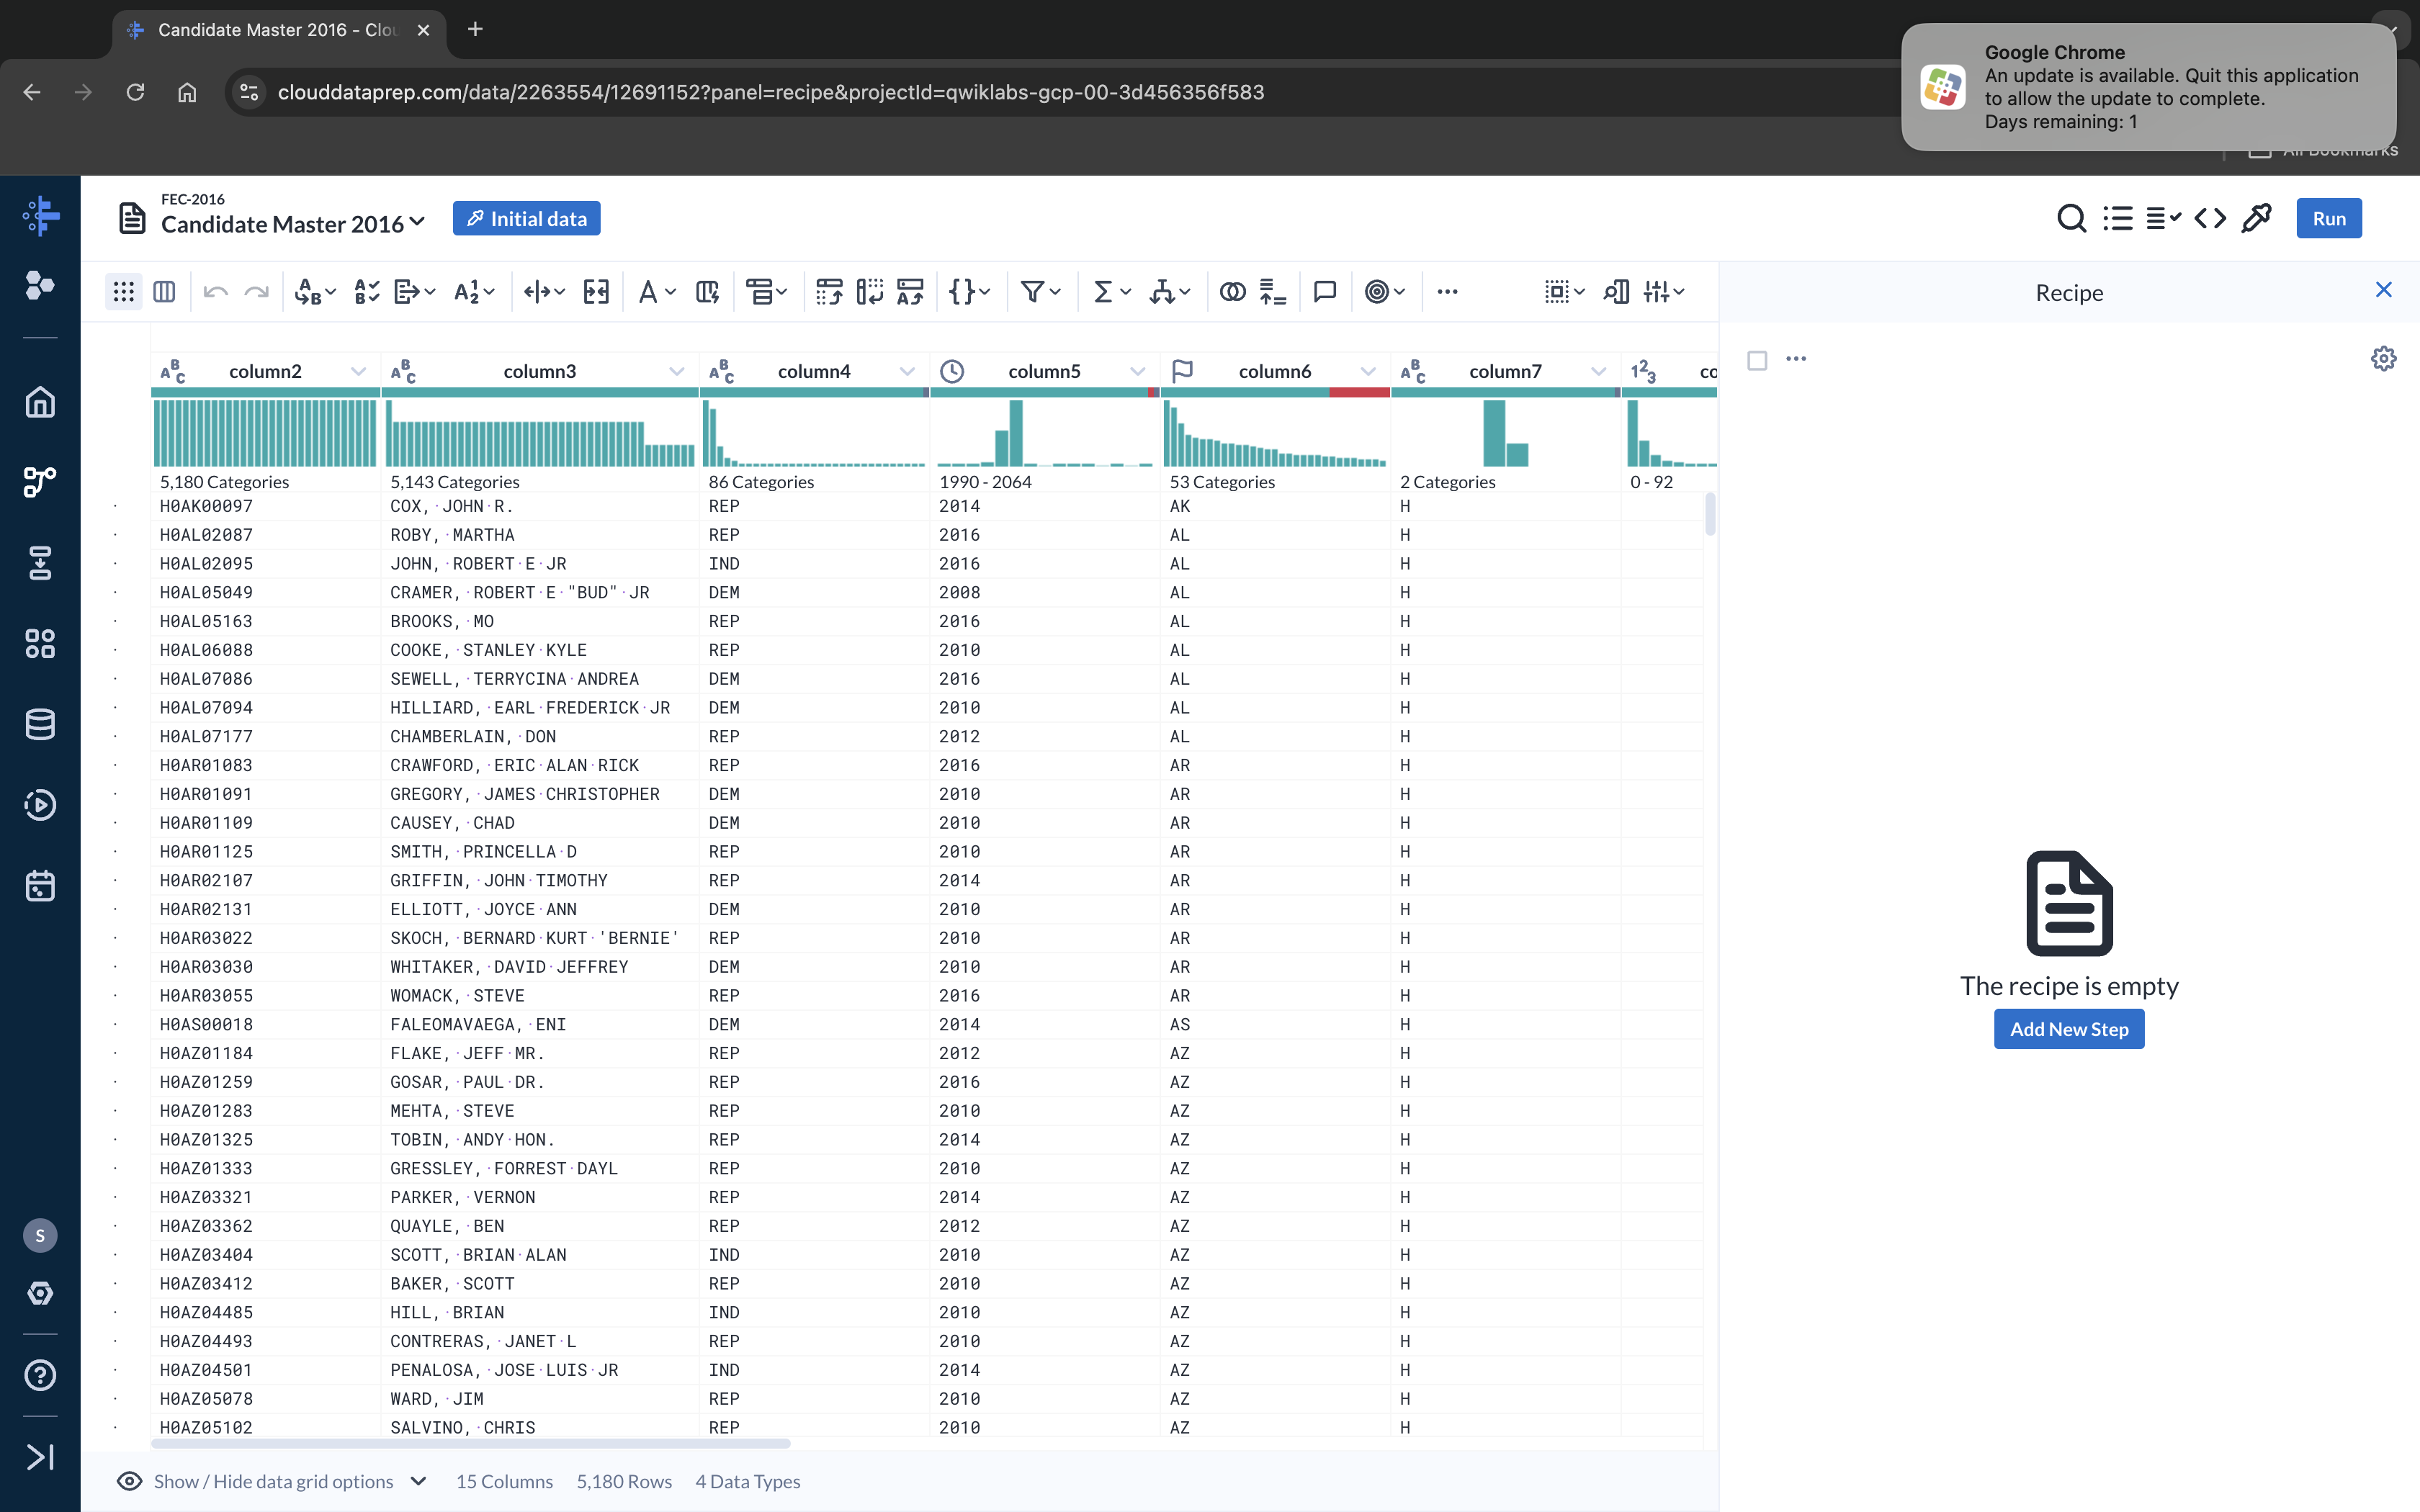 Candidate Master 2016 - Clou
Google Chrome
An update is available. Quit this application
to allow the update to complete.
Days remaining: 1
clouddataprep.com/data/2263554/12691152?panel=recipe&projectId=qwiklabs-gcp-00-3d456356f583
All Bookmarks
FEC-2016
Candidate Master 2016
Initial data
Run
Recipe
column2 column3 column4 column5 column6 column7 co
5,180 Categories 5,143 Categories 86 Categories 1990 - 2064 53 Categories 2 Categories 0 - 92
H0AK00097 COX, JOHN R. REP 2014 AK H
H0AL02087 ROBY, MARTHA REP 2016 AL H
H0AL02095 JOHN, ROBERT E JR IND 2016 AL H
H0AL05049 CRAMER, ROBERT E "BUD" JR DEM 2008 AL H
H0AL05163 BROOKS, MO REP 2016 AL H
H0AL06088 COOKE, STANLEY KYLE REP 2010 AL H
H0AL07086 SEWELL, TERRYCINA ANDREA DEM 2016 AL H
H0AL07094 HILLIARD, EARL FREDERICK JR DEM 2010 AL H
H0AL07177 CHAMBERLAIN, DON REP 2012 AL H
H0AR01083 CRAWFORD, ERIC ALAN RICK REP 2016 AR H
H0AR01091 GREGORY, JAMES CHRISTOPHER DEM 2010 AR H
H0AR01109 CAUSEY, CHAD DEM 2010 AR H
H0AR01125 SMITH, PRINCELLA D REP 2010 AR H
H0AR02107 GRIFFIN, JOHN TIMOTHY REP 2014 AR H
H0AR02131 ELLIOTT, JOYCE ANN DEM 2010 AR H
H0AR03022 SKOCH, BERNARD KURT 'BERNIE' REP 2010 AR H
H0AR03030 WHITAKER, DAVID JEFFREY DEM 2010 AR H
H0AR03055 WOMACK, STEVE REP 2016 AR H
H0AS00018 FALEOMAVAEGA, ENI DEM 2014 AS H
H0AZ01184 FLAKE, JEFF MR. REP 2012 AZ H
H0AZ01259 GOSAR, PAUL DR. REP 2016 AZ H
H0AZ01283 MEHTA, STEVE REP 2010 AZ H
H0AZ01325 TOBIN, ANDY HON. REP 2014 AZ H
H0AZ01333 GRESSLEY, FORREST DAYL REP 2010 AZ H
H0AZ03321 PARKER, VERNON REP 2014 AZ H
H0AZ03362 QUAYLE, BEN REP 2012 AZ H
H0AZ03404 SCOTT, BRIAN ALAN IND 2010 AZ H
H0AZ03412 BAKER, SCOTT REP 2010 AZ H
H0AZ04485 HILL, BRIAN IND 2010 AZ H
H0AZ04493 CONTRERAS, JANET L REP 2010 AZ H
H0AZ04501 PENALOSA, JOSE LUIS JR IND 2014 AZ H
H0AZ05078 WARD, JIM REP 2010 AZ H
H0AZ05102 SALVINO, CHRIS REP 2010 AZ H
The recipe is empty
Add New Step
S
Show / Hide data grid options 15 Columns 5,180 Rows 4 Data Types